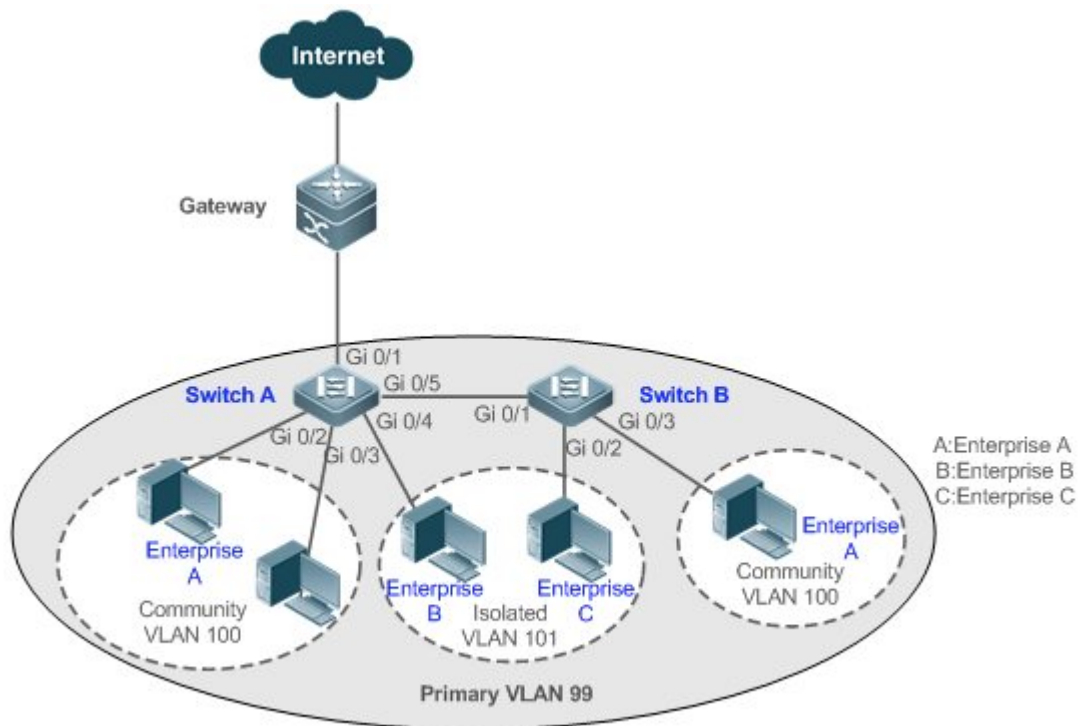 Internet
Gateway
Gi 0/1
Switch A
Gi 0/5
Switch B
Gi 0/1
Gi 0/3
Gi 0/4
Gi 0/2
Gi 0/2
Gi 0/3
A:Enterprise A
B:Enterprise B
C:Enterprise C
Enterprise
A
Community
VLAN 100
Enterprise
B
Isolated
VLAN 101
Enterprise
C
Enterprise
A
Community
VLAN 100
Primary VLAN 99